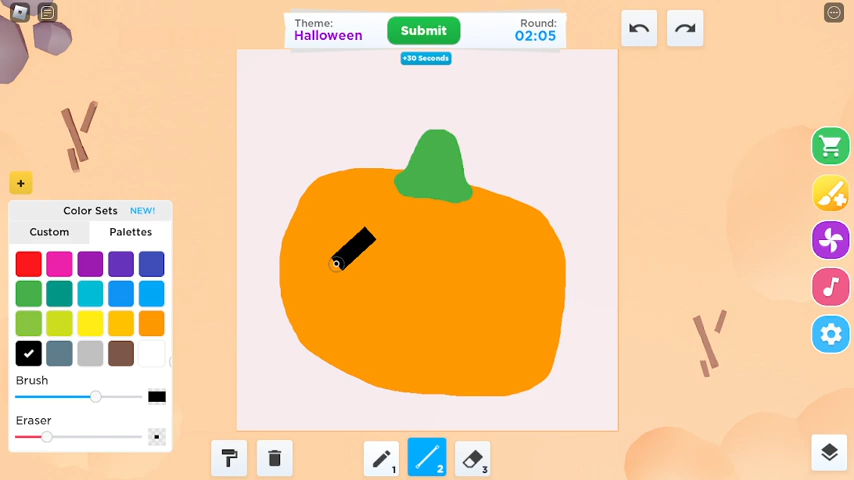 Theme:
Halloween
Submit
Round:
02:05
+30 Seconds
+
Color Sets NEW!
Custom Palettes
Brush
Eraser
1
2
3